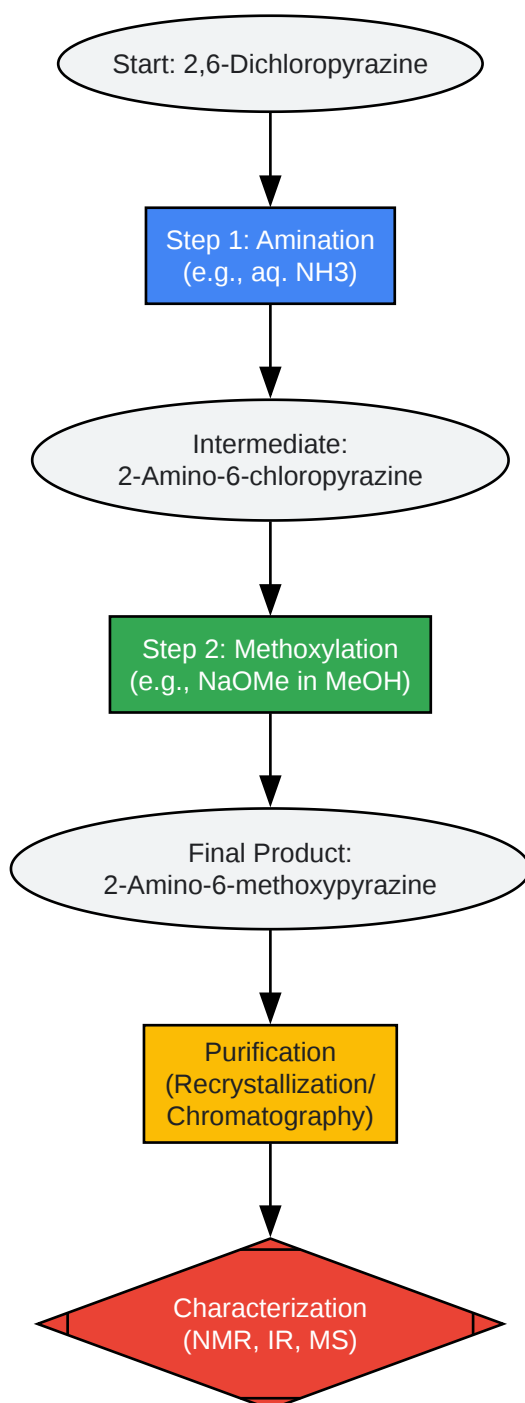 Start: 2,6-Dichloropyrazine
Step 1: Amination
(e.g., aq. NH3)
Intermediate:
2-Amino-6-chloropyrazine
Step 2: Methoxylation
(e.g., NaOMe in MeOH)
Final Product:
2-Amino-6-methoxypyrazine
Purification
(Recrystallization/
Chromatography)
Characterization
(NMR, IR, MS)